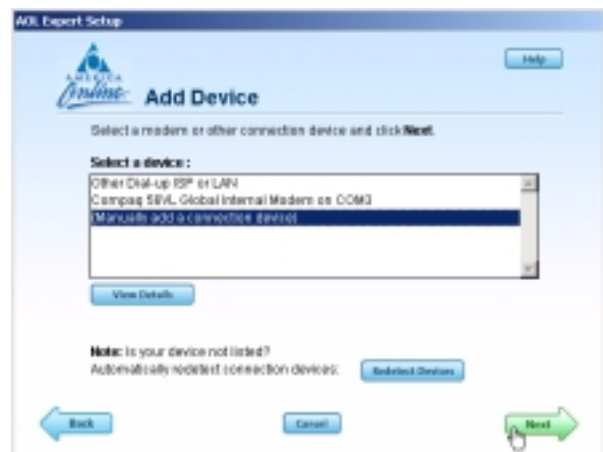 AOL Expert Setup
Help
AMERICA
Online
Add Device
Select a modem or other connection device and click Next.
Select a device :
Other Dial-up ISP or LAN
Compaq 56VL Global Internal Modem on COM3
(Manually add a connection device)
View Details
Note: Is your device not listed?
Automatically redetect connection devices:
Redetect Devices
Back
Cancel
Next